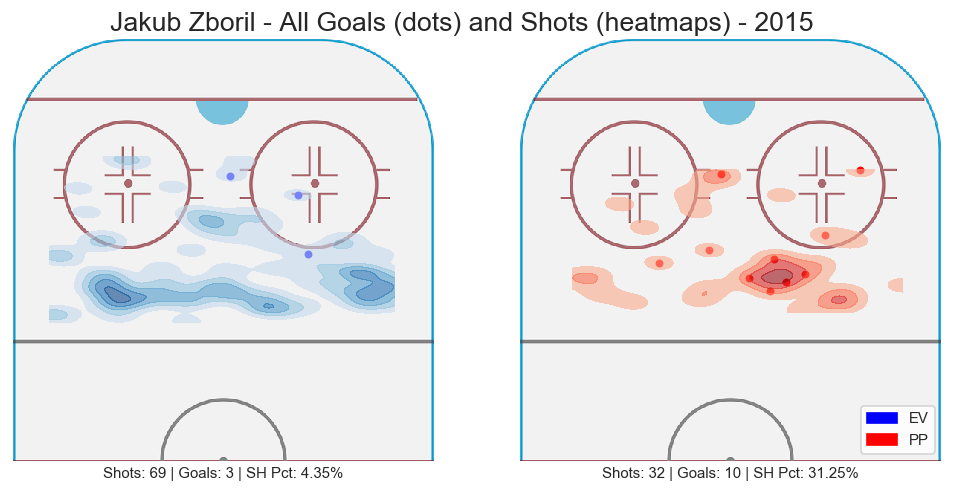 Jakub Zboril - All Goals (dots) and Shots (heatmaps) - 2015
EV
PP
Shots: 69 | Goals: 3 | SH Pct: 4.35%
Shots: 32 | Goals: 10 | SH Pct: 31.25%